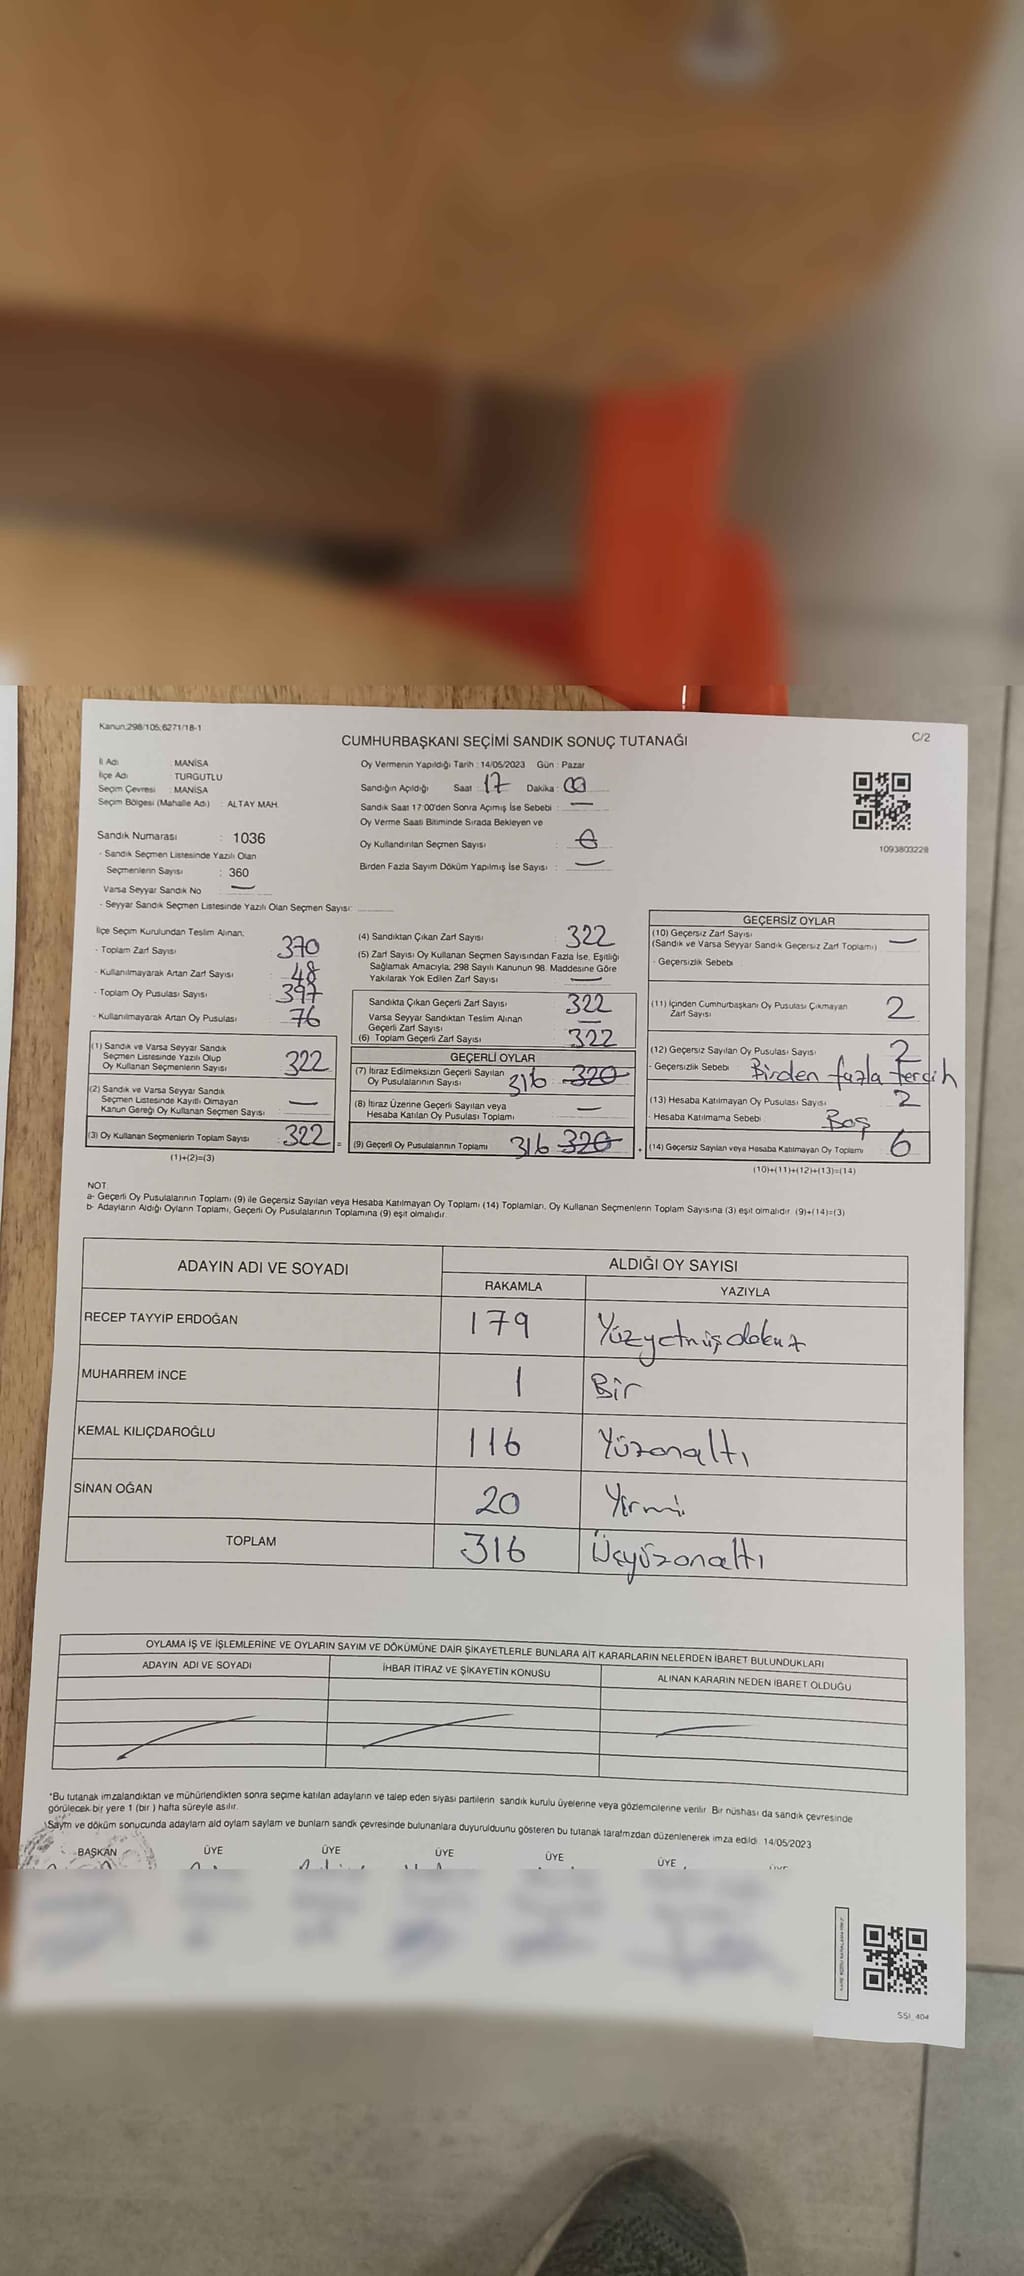 Kanun:298/105;6271/18-1
C/2
CUMHURBAŞKANI SEÇİMİ SANDIK SONUÇ TUTANAĞI
İl Adı : MANİSA
İlçe Adı : TURGUTLU
Seçim Çevresi : MANİSA
Seçim Bölgesi (Mahalle Adı) : ALTAY MAH.
Sandık Numarası : 1036
- Sandık Seçmen Listesinde Yazılı Olan
Seçmenlerin Sayısı : 360
Varsa Seyyar Sandık No —
- Seyyar Sandık Seçmen Listesinde Yazılı Olan Seçmen Sayısı:
Oy Vermenin Yapıldığı Tarih : 14/05/2023 Gün : Pazar
Sandığın Açıldığı Saat : 17 Dakika : 00
Sandık Saat 17:00'den Sonra Açımış İse Sebebi : —
Oy Verme Saati Bitiminde Sırada Bekleyen ve
Oy Kullandırılan Seçmen Sayısı :
Birden Fazla Sayım Döküm Yapılmış İse Sayısı : —
1093803228
İlçe Seçim Kurulundan Teslim Alınan:
- Toplam Zarf Sayısı : 370
- Kullanılmayarak Artan Zarf Sayısı : 48
- Toplam Oy Pusulası Sayısı : 397
- Kullanılmayarak Artan Oy Pusulası : 76
(1) Sandık ve Varsa Seyyar Sandık
Seçmen Listesinde Yazılı Olup
Oy Kullanan Seçmenlerin Sayısı 322
(2) Sandık ve Varsa Seyyar Sandık
Seçmen Listesinde Kayıtlı Olmayan
Kanun Gereği Oy Kullanan Seçmen Sayısı —
(3) Oy Kullanan Seçmenlerin Toplam Sayısı 322 =
(1)+(2)=(3)
(4) Sandıktan Çıkan Zarf Sayısı : 322
(5) Zarf Sayısı Oy Kullanan Seçmen Sayısından Fazla İse, Eşitliği
Sağlamak Amacıyla; 298 Sayılı Kanunun 98. Maddesine Göre
Yakılarak Yok Edilen Zarf Sayısı —
Sandıkta Çıkan Geçerli Zarf Sayısı 322
Varsa Seyyar Sandıktan Teslim Alınan
Geçerli Zarf Sayısı —
(6) Toplam Geçerli Zarf Sayısı 322
GEÇERLİ OYLAR
(7) İtiraz Edilmeksizin Geçerli Sayılan
Oy Pusulalarının Sayısı 316 320
(8) İtiraz Üzerine Geçerli Sayılan veya
Hesaba Katılan Oy Pusulası Toplamı —
(9) Geçerli Oy Pusulalarının Toplamı 316 320
GEÇERSİZ OYLAR
(10) Geçersiz Zarf Sayısı
(Sandık ve Varsa Seyyar Sandık Geçersiz Zarf Toplamı) —
- Geçersizlik Sebebi
(11) İçinden Cumhurbaşkanı Oy Pusulası Çıkmayan
Zarf Sayısı 2
(12) Geçersiz Sayılan Oy Pusulası Sayısı 2
- Geçersizlik Sebebi Birden fazla tercih
(13) Hesaba Katılmayan Oy Pusulası Sayısı 2
- Hesaba Katılmama Sebebi Boş
(14) Geçersiz Sayılan veya Hesaba Katılmayan Oy Toplamı 6
(10)+(11)+(12)+(13)=(14)
NOT
a- Geçerli Oy Pusulalarının Toplamı (9) ile Geçersiz Sayılan veya Hesaba Katılmayan Oy Toplamı (14) Toplamları, Oy Kullanan Seçmenlerin Toplam Sayısına (3) eşit olmalıdır. (9)+(14)=(3)
b- Adayların Aldığı Oyların Toplamı, Geçerli Oy Pusulalarının Toplamına (9) eşit olmalıdır.
ADAYIN ADI VE SOYADI ALDIĞI OY SAYISI
RAKAMLA YAZIYLA
RECEP TAYYİP ERDOĞAN 179 Yüzyetmişdokuz
MUHARREM İNCE 1 Bir
KEMAL KILIÇDAROĞLU 116 Yüzonaltı
SİNAN OĞAN 20 Yirmi
TOPLAM 316 Üçyüzonaltı
OYLAMA İŞ VE İŞLEMLERİNE VE OYLARIN SAYIM VE DÖKÜMÜNE DAİR ŞİKAYETLERLE BUNLARA AİT KARARLARIN NELERDEN İBARET BULUNDUKLARI
ADAYIN ADI VE SOYADI İHBAR İTİRAZ VE ŞİKAYETİN KONUSU ALINAN KARARIN NEDEN İBARET OLDUĞU
*Bu tutanak imzalandıktan ve mühürlendikten sonra seçime katılan adayların ve talep eden siyasi partilerin sandık kurulu üyelerine veya gözlemcilerine verilir. Bir nüshası da sandık çevresinde
görülecek bir yere 1 (bir ) hafta süreyle asılır.
Sayım ve döküm sonucunda adaylarn ald oylarn saylarn ve bunlarn sandk çevresinde bulunanlara duyurulduunu gösteren bu tutanak tarafmzdan düzenlenerek imza edildi. 14/05/2023
BAŞKAN ÜYE ÜYE ÜYE ÜYE ÜYE
SSİ_404